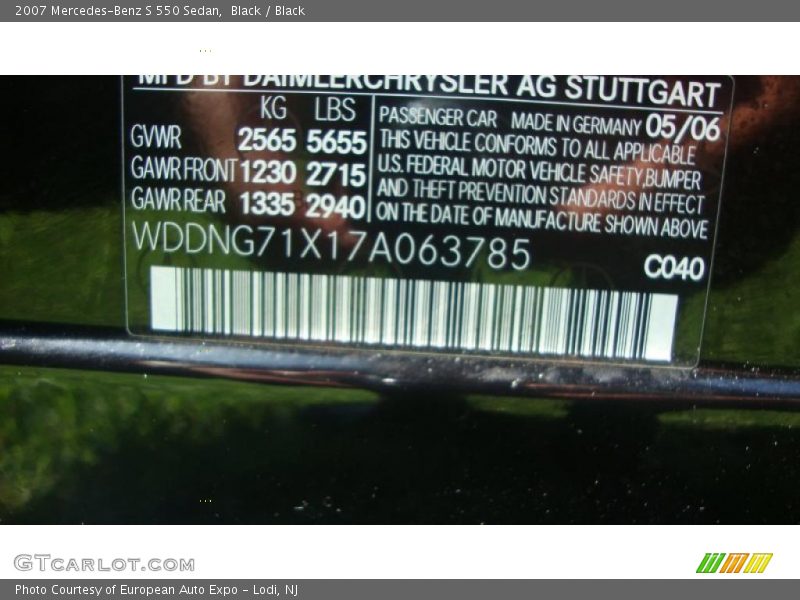 2007 Mercedes-Benz S 550 Sedan, Black / Black
MFD BY DAIMLERCHRYSLER AG STUTTGART
KG LBS
GVWR 2565 5655
GAWR FRONT 1230 2715
GAWR REAR 1335 2940
PASSENGER CAR MADE IN GERMANY 05/06
THIS VEHICLE CONFORMS TO ALL APPLICABLE
U.S. FEDERAL MOTOR VEHICLE SAFETY,BUMPER
AND THEFT PREVENTION STANDARDS IN EFFECT
ON THE DATE OF MANUFACTURE SHOWN ABOVE
WDDNG71X17A063785
C040
GTCARLOT.COM
Photo Courtesy of European Auto Expo - Lodi, NJ